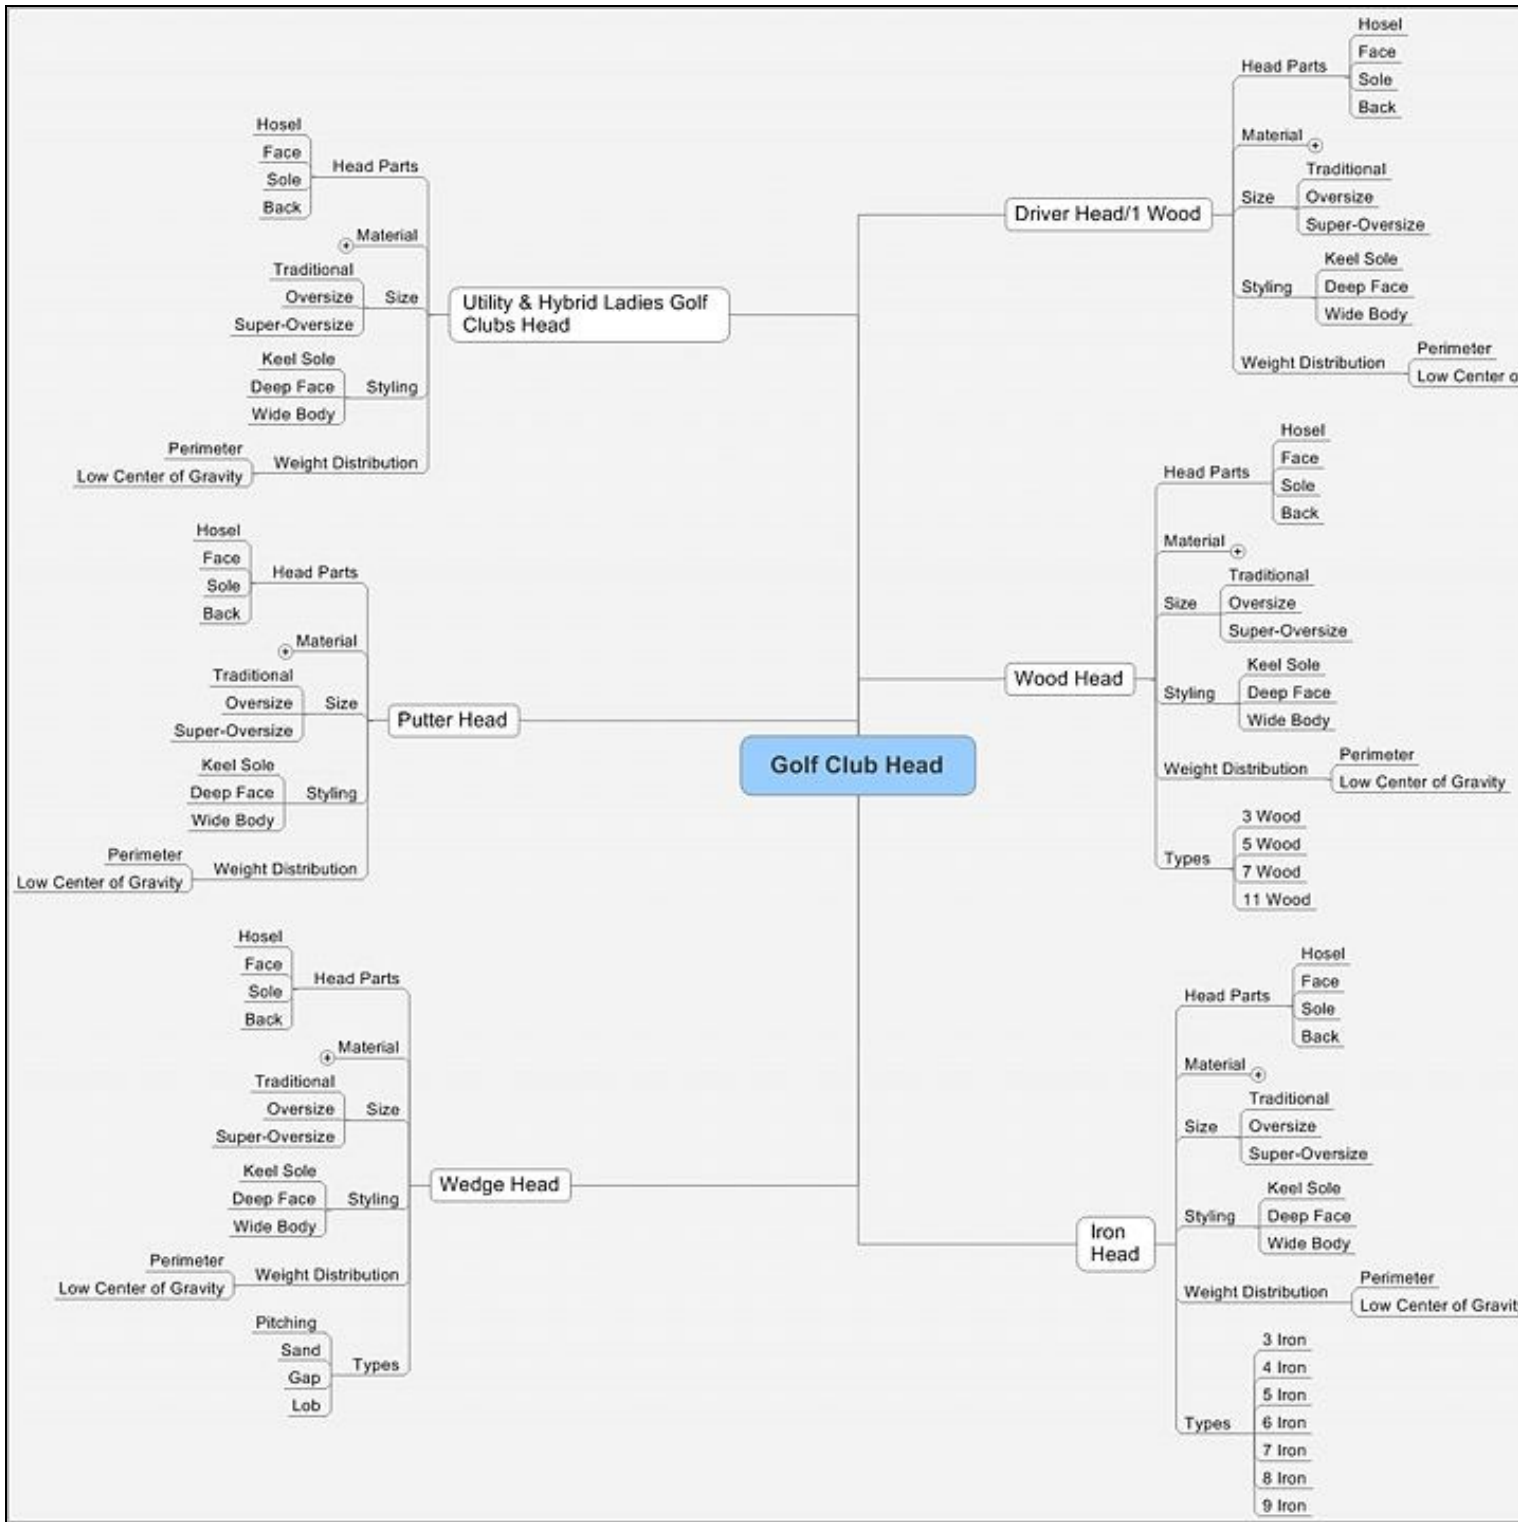 Golf Club Head
Driver Head/1 Wood
Head Parts
Hosel
Face
Sole
Back
Material
Size
Traditional
Oversize
Super-Oversize
Styling
Keel Sole
Deep Face
Wide Body
Weight Distribution
Perimeter
Low Center o
Wood Head
Head Parts
Hosel
Face
Sole
Back
Material
Size
Traditional
Oversize
Super-Oversize
Styling
Keel Sole
Deep Face
Wide Body
Weight Distribution
Perimeter
Low Center of Gravity
Types
3 Wood
5 Wood
7 Wood
11 Wood
Iron
Head
Head Parts
Hosel
Face
Sole
Back
Material
Size
Traditional
Oversize
Super-Oversize
Styling
Keel Sole
Deep Face
Wide Body
Weight Distribution
Perimeter
Low Center of Gravit
Types
3 Iron
4 Iron
5 Iron
6 Iron
7 Iron
8 Iron
9 Iron
Utility & Hybrid Ladies Golf
Clubs Head
Head Parts
Hosel
Face
Sole
Back
Material
Size
Traditional
Oversize
Super-Oversize
Styling
Keel Sole
Deep Face
Wide Body
Weight Distribution
Perimeter
Low Center of Gravity
Putter Head
Head Parts
Hosel
Face
Sole
Back
Material
Size
Traditional
Oversize
Super-Oversize
Styling
Keel Sole
Deep Face
Wide Body
Weight Distribution
Perimeter
Low Center of Gravity
Wedge Head
Head Parts
Hosel
Face
Sole
Back
Material
Size
Traditional
Oversize
Super-Oversize
Styling
Keel Sole
Deep Face
Wide Body
Weight Distribution
Perimeter
Low Center of Gravity
Types
Pitching
Sand
Gap
Lob